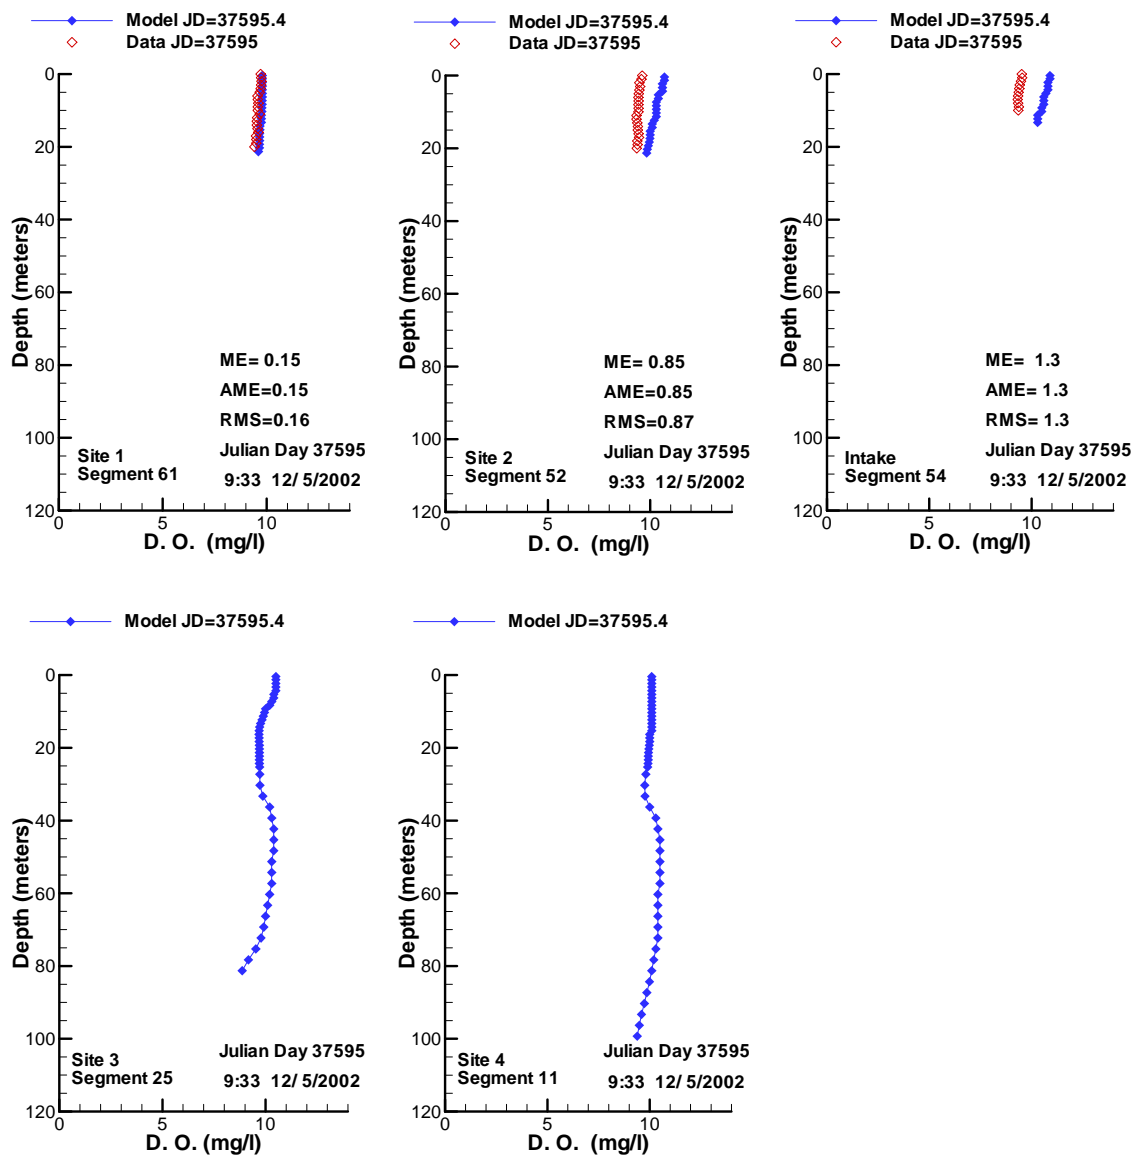 Model JD=37595.4
Data JD=37595
0
20
40
60
80
100
120
Depth (meters)
ME= 0.15
AME=0.15
RMS=0.16
Julian Day 37595
9:33 12/ 5/2002
Site 1
Segment 61
0
5
10
D. O. (mg/l)
Model JD=37595.4
Data JD=37595
0
20
40
60
80
100
120
Depth (meters)
ME= 0.85
AME=0.85
RMS=0.87
Julian Day 37595
9:33 12/ 5/2002
Site 2
Segment 52
0
5
10
D. O. (mg/l)
Model JD=37595.4
Data JD=37595
0
20
40
60
80
100
120
Depth (meters)
ME= 1.3
AME= 1.3
RMS= 1.3
Julian Day 37595
9:33 12/ 5/2002
Intake
Segment 54
0
5
10
D. O. (mg/l)
Model JD=37595.4
0
20
40
60
80
100
120
Depth (meters)
Julian Day 37595
9:33 12/ 5/2002
Site 3
Segment 25
0
5
10
D. O. (mg/l)
Model JD=37595.4
0
20
40
60
80
100
120
Depth (meters)
Julian Day 37595
9:33 12/ 5/2002
Site 4
Segment 11
0
5
10
D. O. (mg/l)